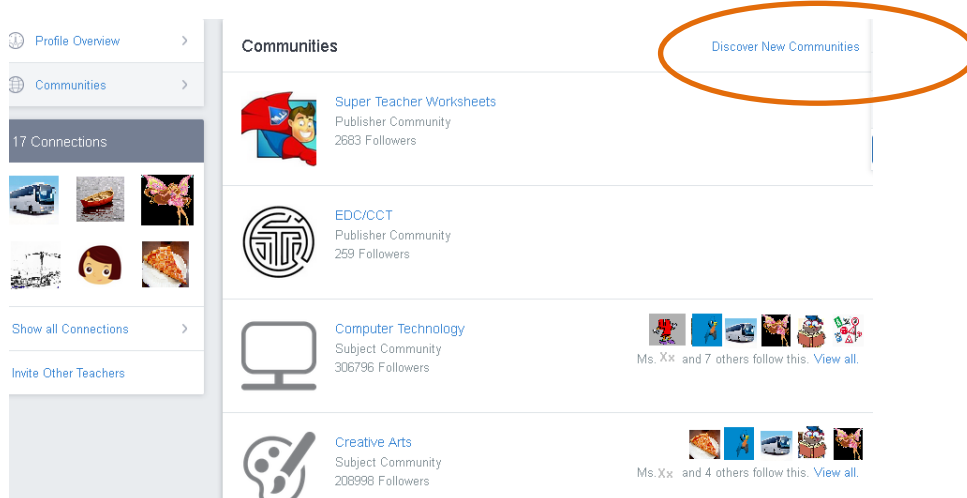 Profile Overview
Communities
17 Connections
Show all Connections
Invite Other Teachers
Communities
Discover New Communities
Super Teacher Worksheets
Publisher Community
2683 Followers
EDC/CCT
Publisher Community
259 Followers
Computer Technology
Subject Community
306796 Followers
Ms. Xx and 7 others follow this. View all.
Creative Arts
Subject Community
208998 Followers
Ms. Xx and 4 others follow this. View all.